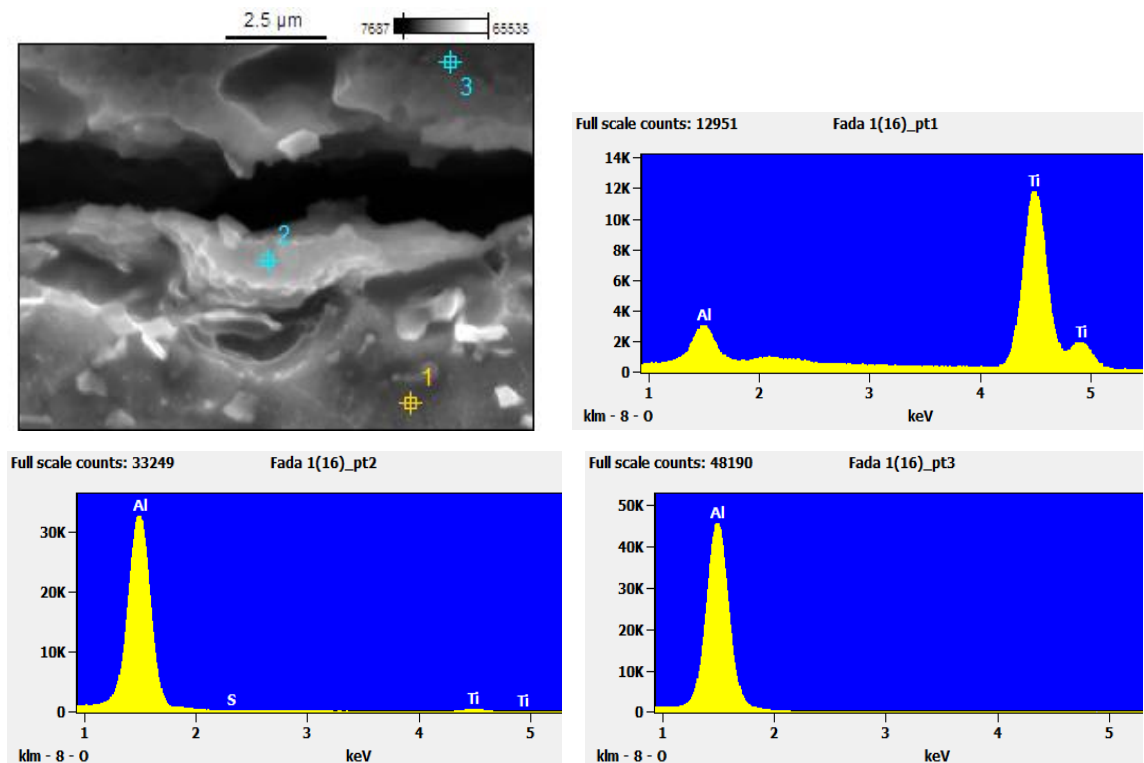 2.5 µm
7687 65535
3
2
1
Full scale counts: 12951 Fada 1(16)_pt1
14K
12K
10K
8K
6K
4K
2K
0
Al
Ti
Ti
1 2 3 4 5
klm - 8 - O keV
Full scale counts: 33249 Fada 1(16)_pt2
30K
20K
10K
0
Al
S
Ti
Ti
1 2 3 4 5
klm - 8 - O keV
Full scale counts: 48190 Fada 1(16)_pt3
50K
40K
30K
20K
10K
0
Al
1 2 3 4 5
klm - 8 - O keV